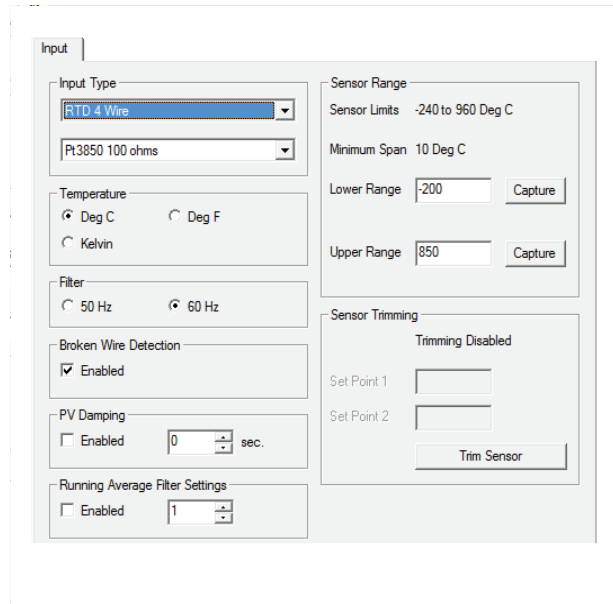 Input
Input Type
RTD 4 Wire
Pt3850 100 ohms
Temperature
Deg C Deg F
Kelvin
Filter
50 Hz 60 Hz
Broken Wire Detection
Enabled
PV Damping
Enabled 0 sec.
Running Average Filter Settings
Enabled 1
Sensor Range
Sensor Limits -240 to 960 Deg C
Minimum Span 10 Deg C
Lower Range -200 Capture
Upper Range 850 Capture
Sensor Trimming
Trimming Disabled
Set Point 1
Set Point 2
Trim Sensor